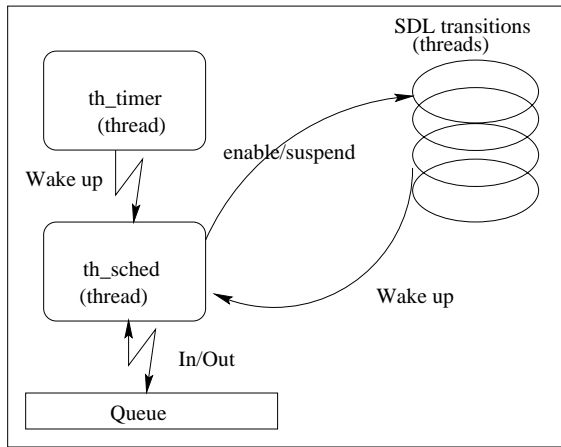 SDL transitions
(threads)
th_timer
(thread)
enable/suspend
Wake up
th_sched
(thread)
Wake up
In/Out
Queue